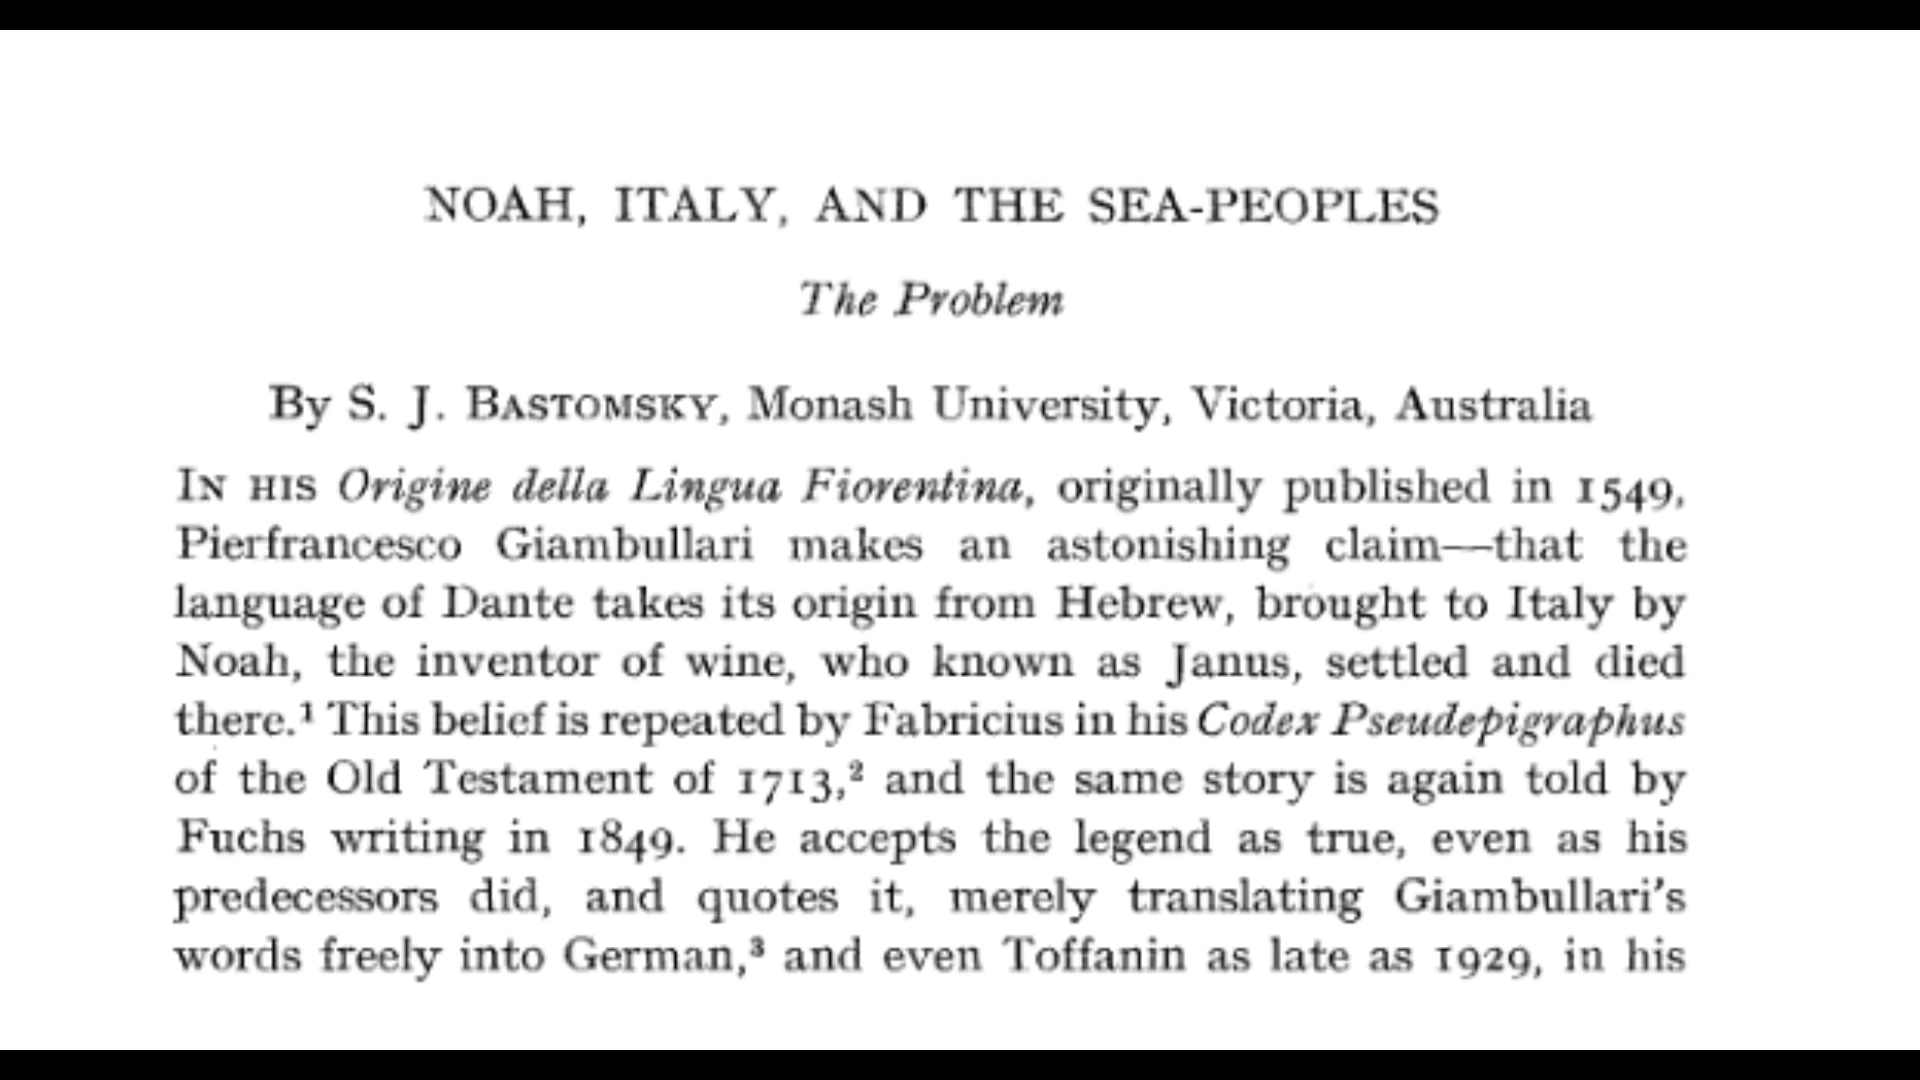 NOAH, ITALY, AND THE SEA-PEOPLES
The Problem
By S. J. BASTOMSKY, Monash University, Victoria, Australia
IN HIS Origine della Lingua Fiorentina, originally published in 1549,
Pierfrancesco Giambullari makes an astonishing claim—that the
language of Dante takes its origin from Hebrew, brought to Italy by
Noah, the inventor of wine, who known as Janus, settled and died
there.¹ This belief is repeated by Fabricius in his Codex Pseudepigraphus
of the Old Testament of 1713,² and the same story is again told by
Fuchs writing in 1849. He accepts the legend as true, even as his
predecessors did, and quotes it, merely translating Giambullari's
words freely into German,³ and even Toffanin as late as 1929, in his